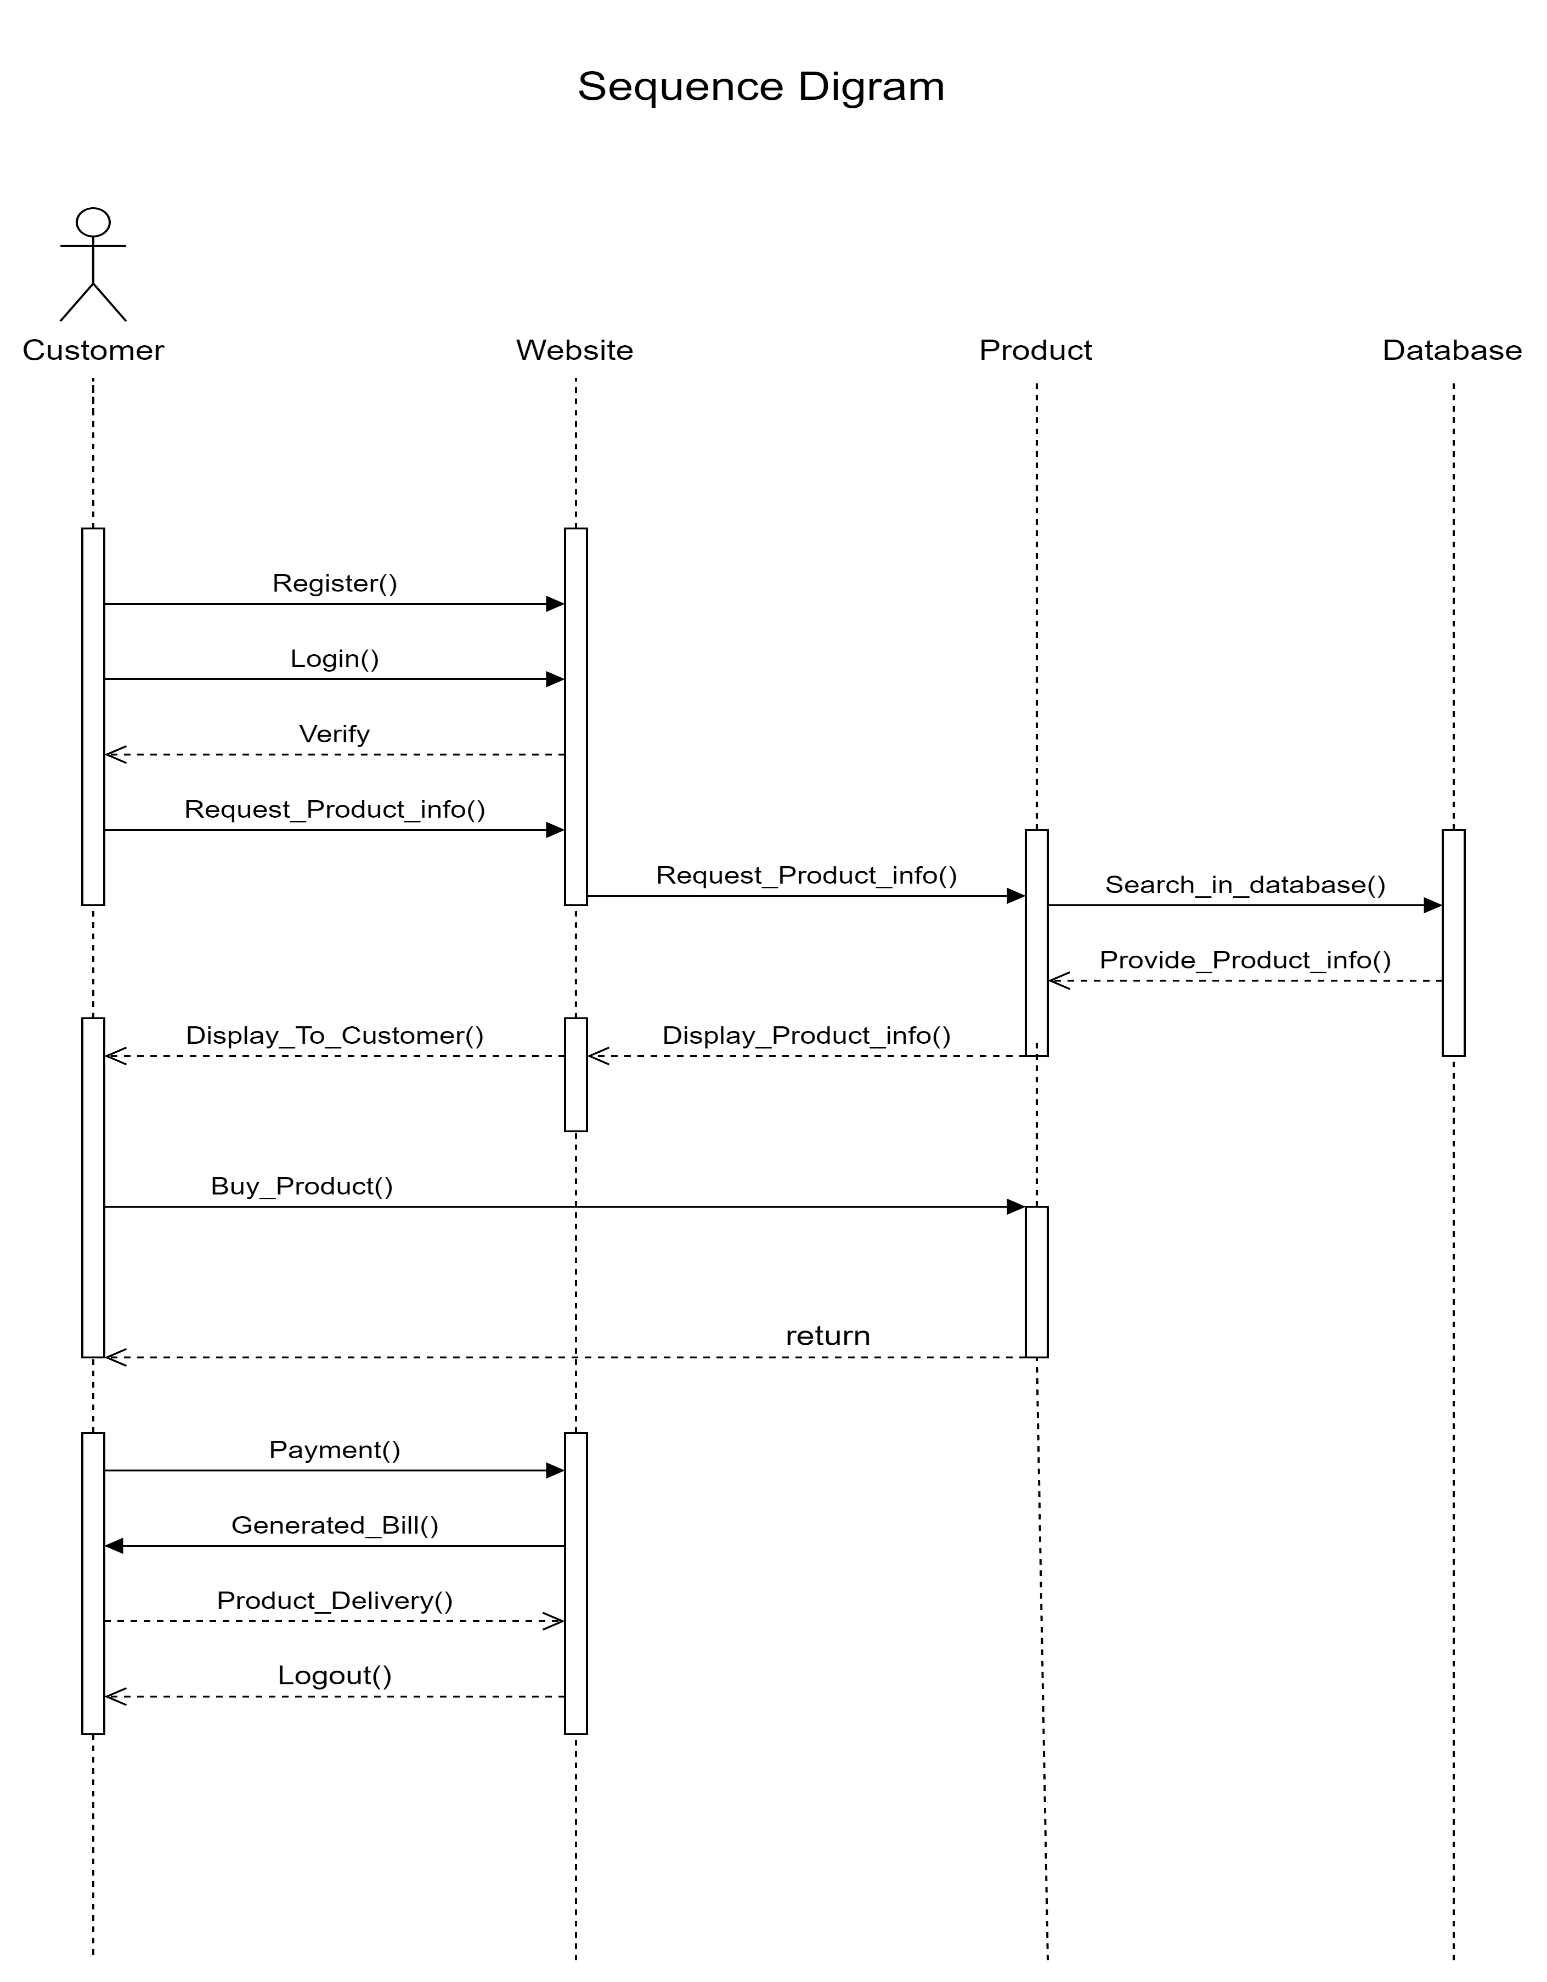 Sequence Digram
Customer
Website
Product
Database
Register()
Login()
Verify
Request_Product_info()
Request_Product_info()
Search_in_database()
Provide_Product_info()
Display_To_Customer()
Display_Product_info()
Buy_Product()
return
Payment()
Generated_Bill()
Product_Delivery()
Logout()